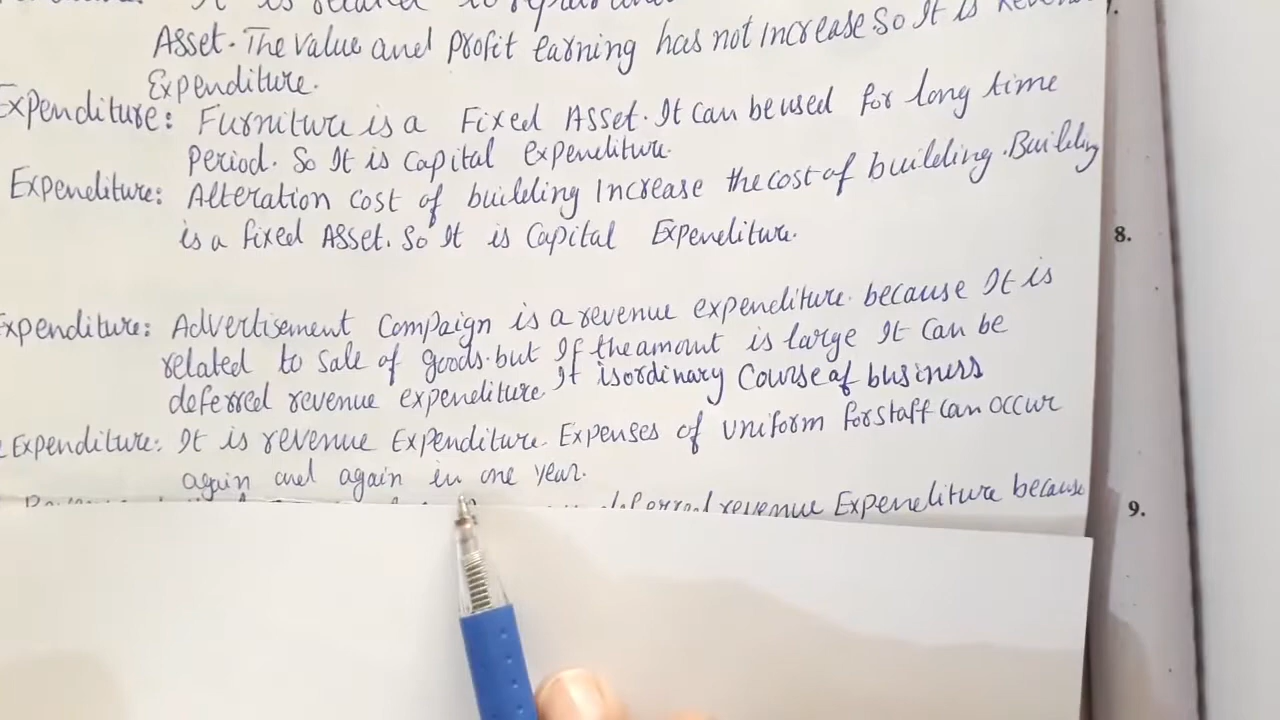 It is related to
Asset. The value and profit earning has not increase so It is Revenue
Expenditure.
Expenditure: Furniture is a Fixed Asset. It can be used for long time
period. So It is capital expenditure.
Expenditure: Alteration cost of building Increase the cost of building. Building
is a fixed Asset. So It is Capital Expenditure.
8.
Expenditure: Advertisement Compaign is a revenue expenditure because It is
related to sale of goods. but If the amount is large It can be
deferred revenue expenditure It is ordinary Course of business
Expenditure: It is revenue Expenditure. Expenses of uniform for staff can occur
again and again in one year.
deferred revenue Expenditure because
9.